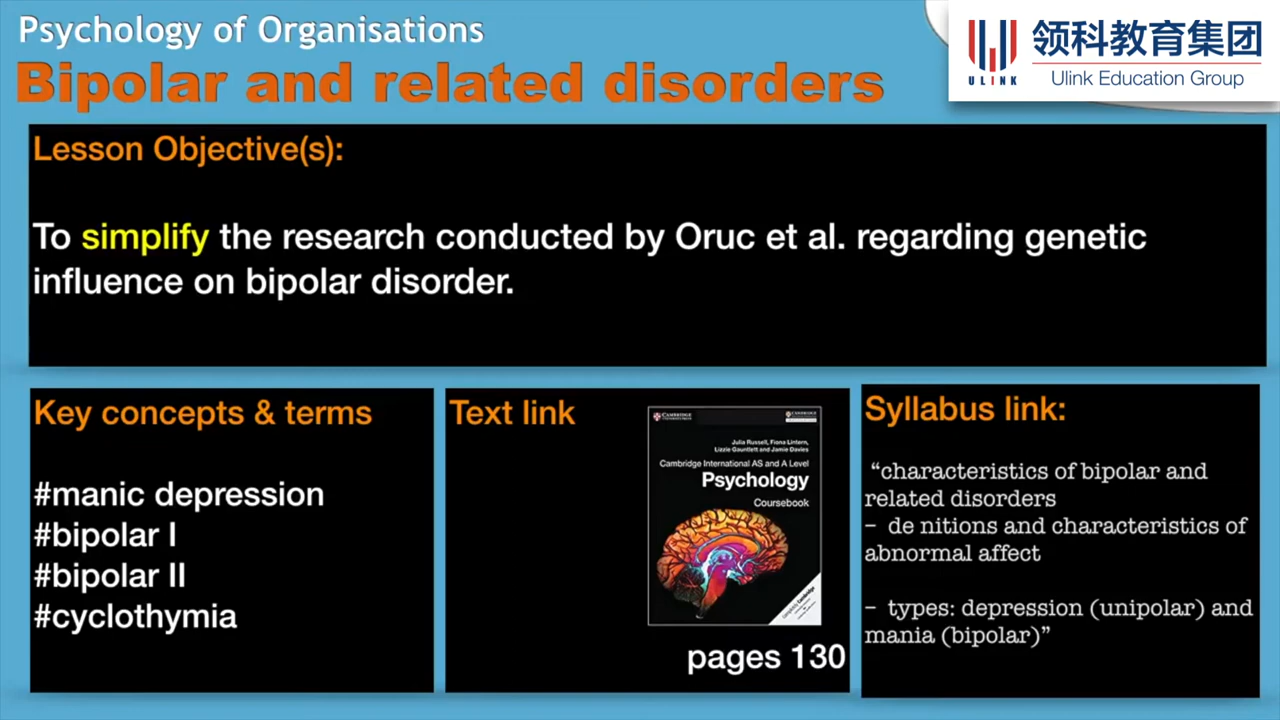 Psychology of Organisations
Bipolar and related disorders
ULINK
领科教育集团
Ulink Education Group
Lesson Objective(s):
To simplify the research conducted by Oruc et al. regarding genetic
influence on bipolar disorder.
Key concepts & terms
#manic depression
#bipolar I
#bipolar II
#cyclothymia
Text link
CAMBRIDGE
Julia Russell, Fiona Lintern,
Lizzie Gauntlett and Jamie Davies
Cambridge International AS and A Level
Psychology
Coursebook
pages 130
Syllabus link:
“characteristics of bipolar and
related disorders
– de nitions and characteristics of
abnormal affect
– types: depression (unipolar) and
mania (bipolar)”